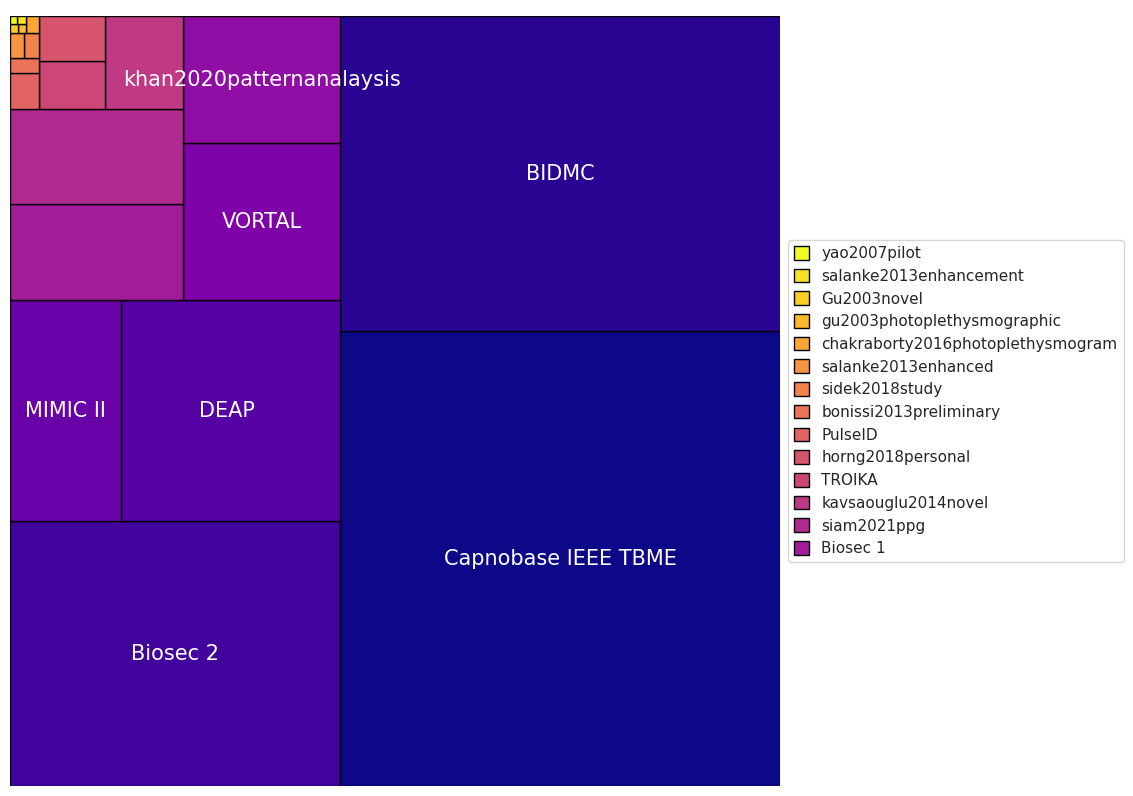 khan2020patternanalaysis
BIDMC
VORTAL
MIMIC II
DEAP
Capnobase IEEE TBME
Biosec 2
yao2007pilot
salanke2013enhancement
Gu2003novel
gu2003photoplethysmographic
chakraborty2016photoplethysmogram
salanke2013enhanced
sidek2018study
bonissi2013preliminary
PulseID
horng2018personal
TROIKA
kavsaouglu2014novel
siam2021ppg
Biosec 1